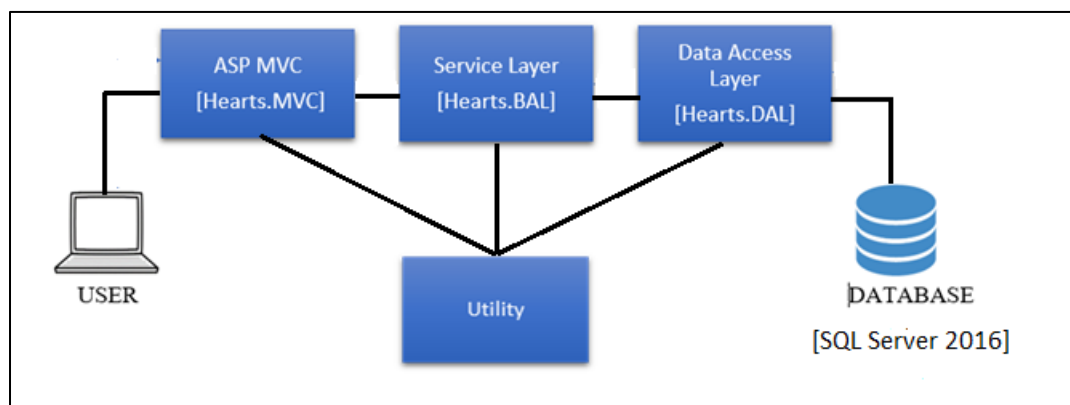 ASP MVC
[Hearts.MVC]
Service Layer
[Hearts.BAL]
Data Access
Layer
[Hearts.DAL]
USER
Utility
DATABASE
[SQL Server 2016]